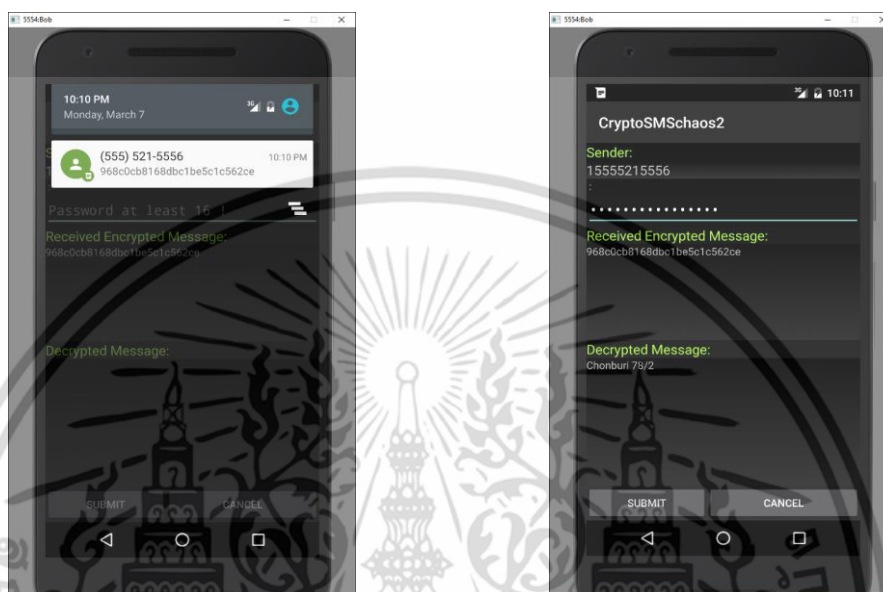 5554:Bob
10:10 PM
Monday, March 7
3G
(555) 521-5556
10:10 PM
968c0cb8168dbc1be5c1c562ce
Password at least 16 !
Received Encrypted Message:
968c0cb8168dbc1be5c1c562ce
Decrypted Message:
SUBMIT
CANCEL
5554:Bob
3G
10:11
CryptoSMSchaos2
Sender:
15555215556
:
................
Received Encrypted Message:
968c0cb8168dbc1be5c1c562ce
Decrypted Message:
Chonburi 78/2
SUBMIT
CANCEL